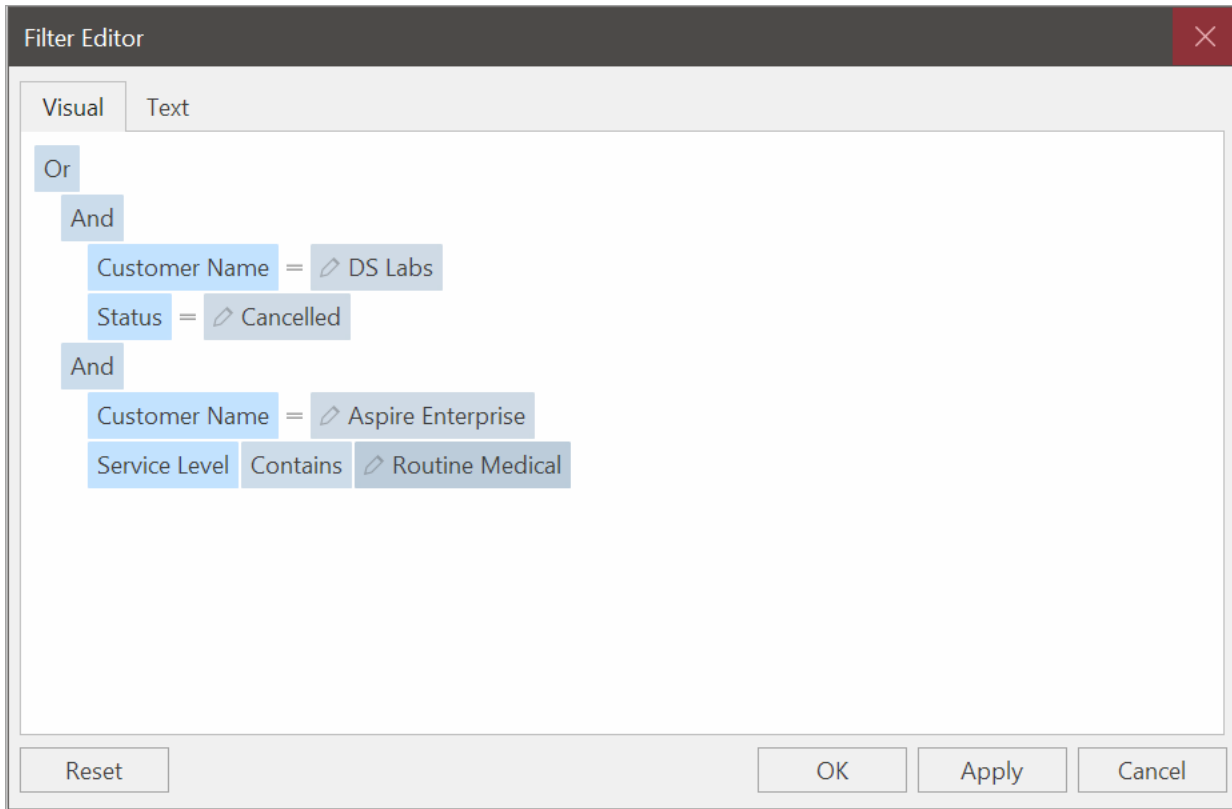 Filter Editor
Visual Text
Or
And
Customer Name = DS Labs
Status = Cancelled
And
Customer Name = Aspire Enterprise
Service Level Contains Routine Medical
Reset OK Apply Cancel